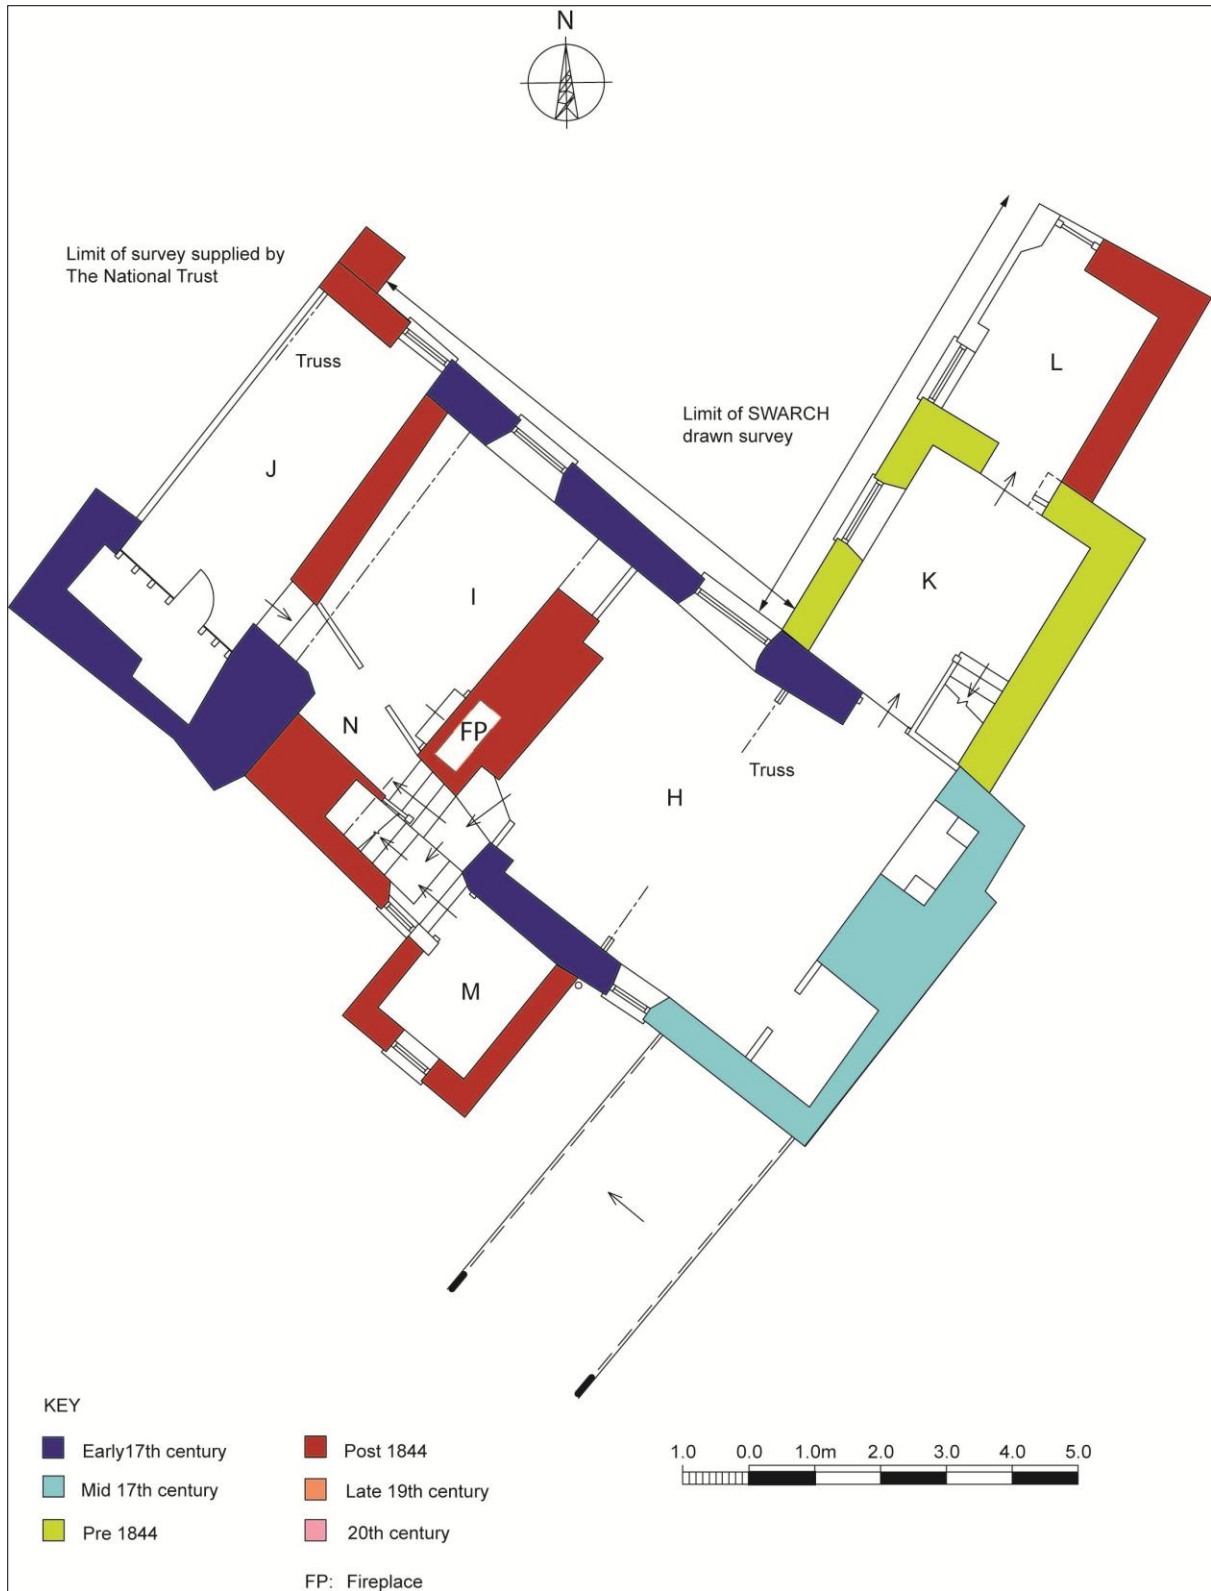 N
Limit of survey supplied by
The National Trust
Truss
L
Limit of SWARCH
drawn survey
J
K
I
N
FP
H
Truss
M
KEY
Early17th century
Mid 17th century
Pre 1844
Post 1844
Late 19th century
20th century
FP: Fireplace
1.0 0.0 1.0m 2.0 3.0 4.0 5.0